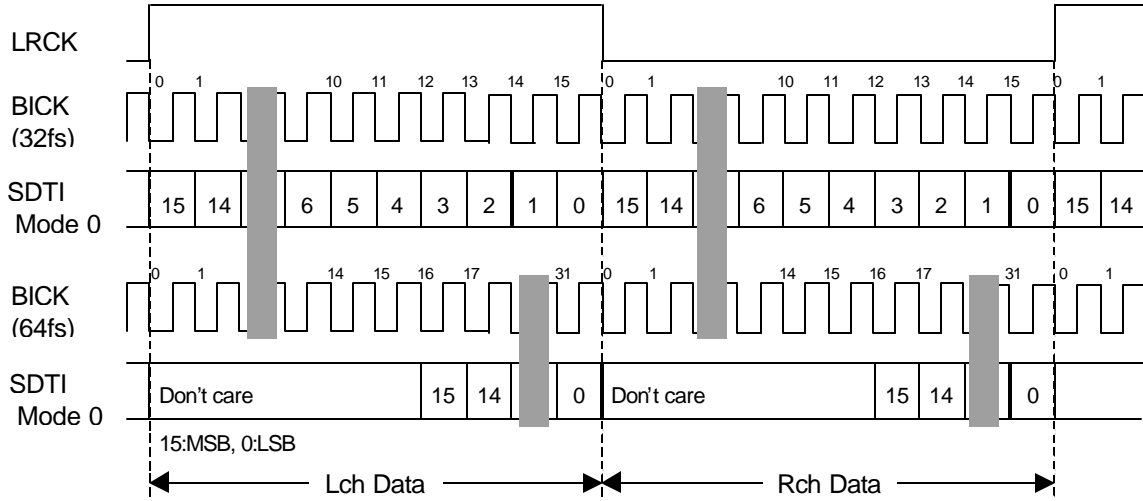 LRCK
0 1 10 11 12 13 14 15 0 1 10 11 12 13 14 15 0 1
BICK
(32fs)
SDTI
Mode 0
15 14 6 5 4 3 2 1 0 15 14 6 5 4 3 2 1 0 15 14
0 1 14 15 16 17 31 0 1 14 15 16 17 31 0 1
BICK
(64fs)
SDTI
Mode 0
Don't care 15 14 0 Don't care 15 14 0
15:MSB, 0:LSB
Lch Data Rch Data